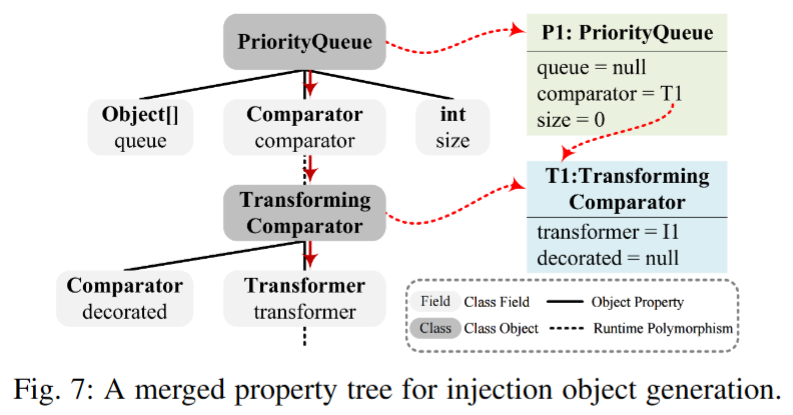 PriorityQueue
Object[]
queue
Comparator
comparator
int
size
Transforming
Comparator
Comparator
decorated
Transformer
transformer
P1: PriorityQueue
queue = null
comparator = T1
size = 0
T1:Transforming
Comparator
transformer = I1
decorated = null
Field Class Field Object Property
Class Class Object Runtime Polymorphism
Fig. 7: A merged property tree for injection object generation.